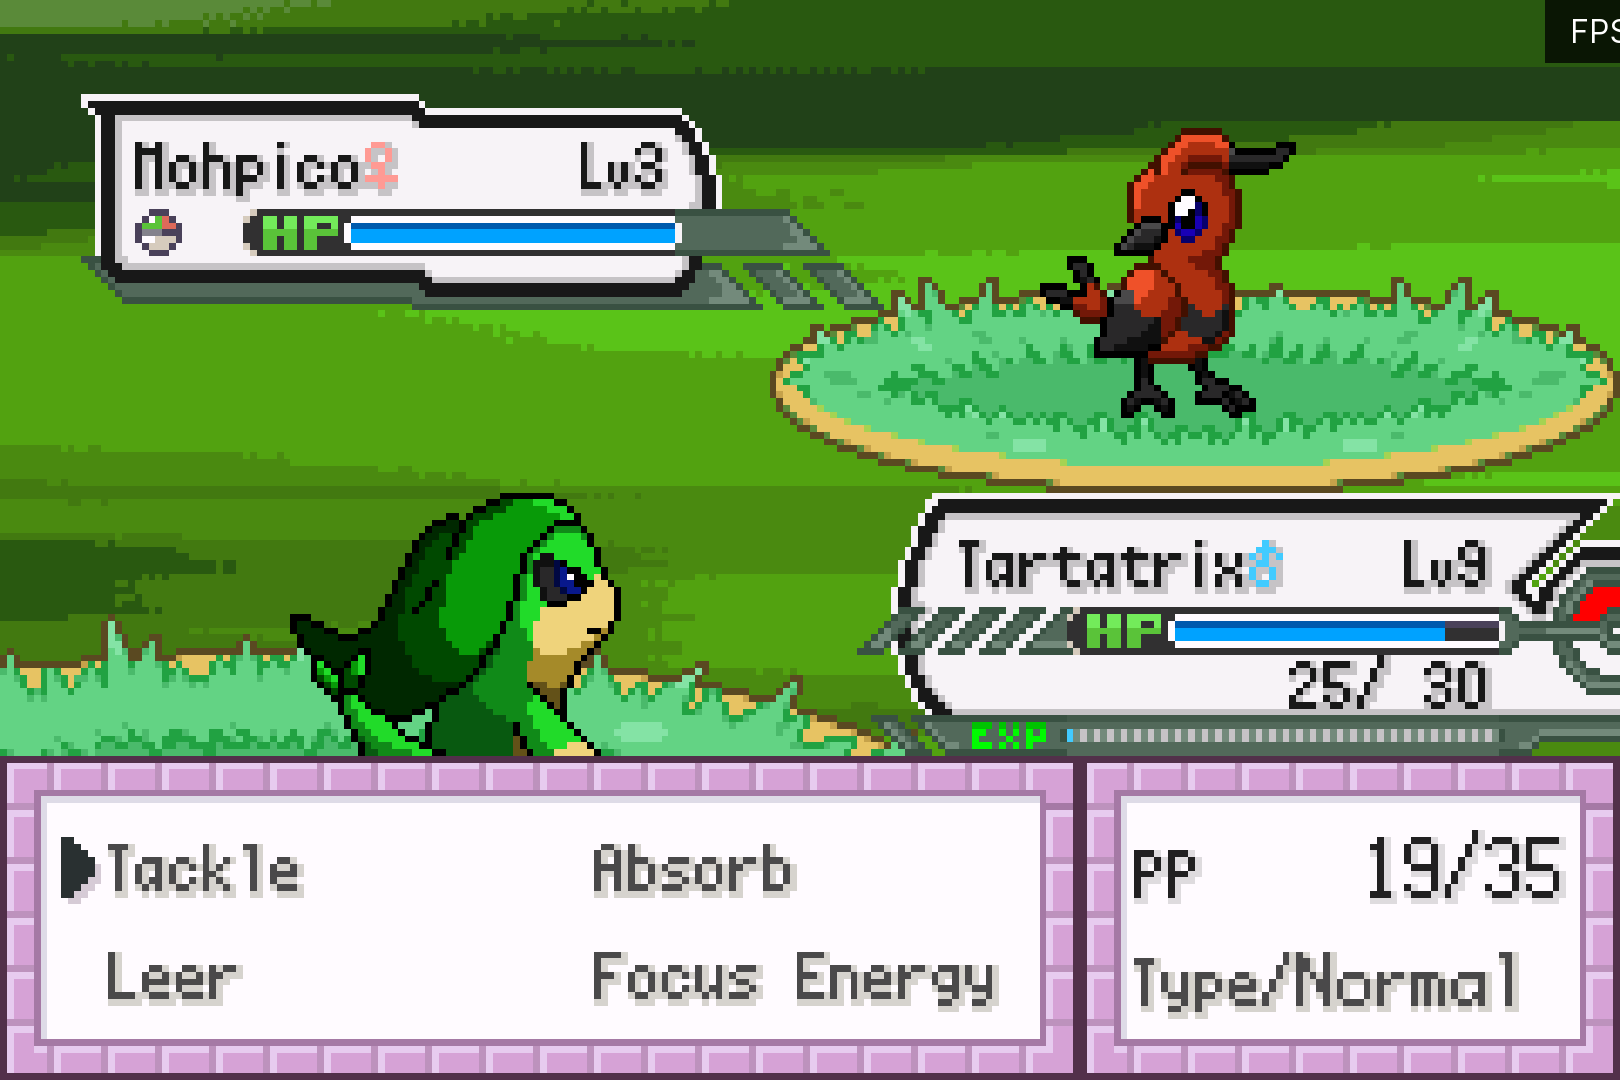 FPS
Mohpico♀ Lv3
HP
Tartatrix♂ Lv9
HP
25/ 30
EXP
Tackle Absorb
Leer Focus Energy
PP 19/35
Type/Normal